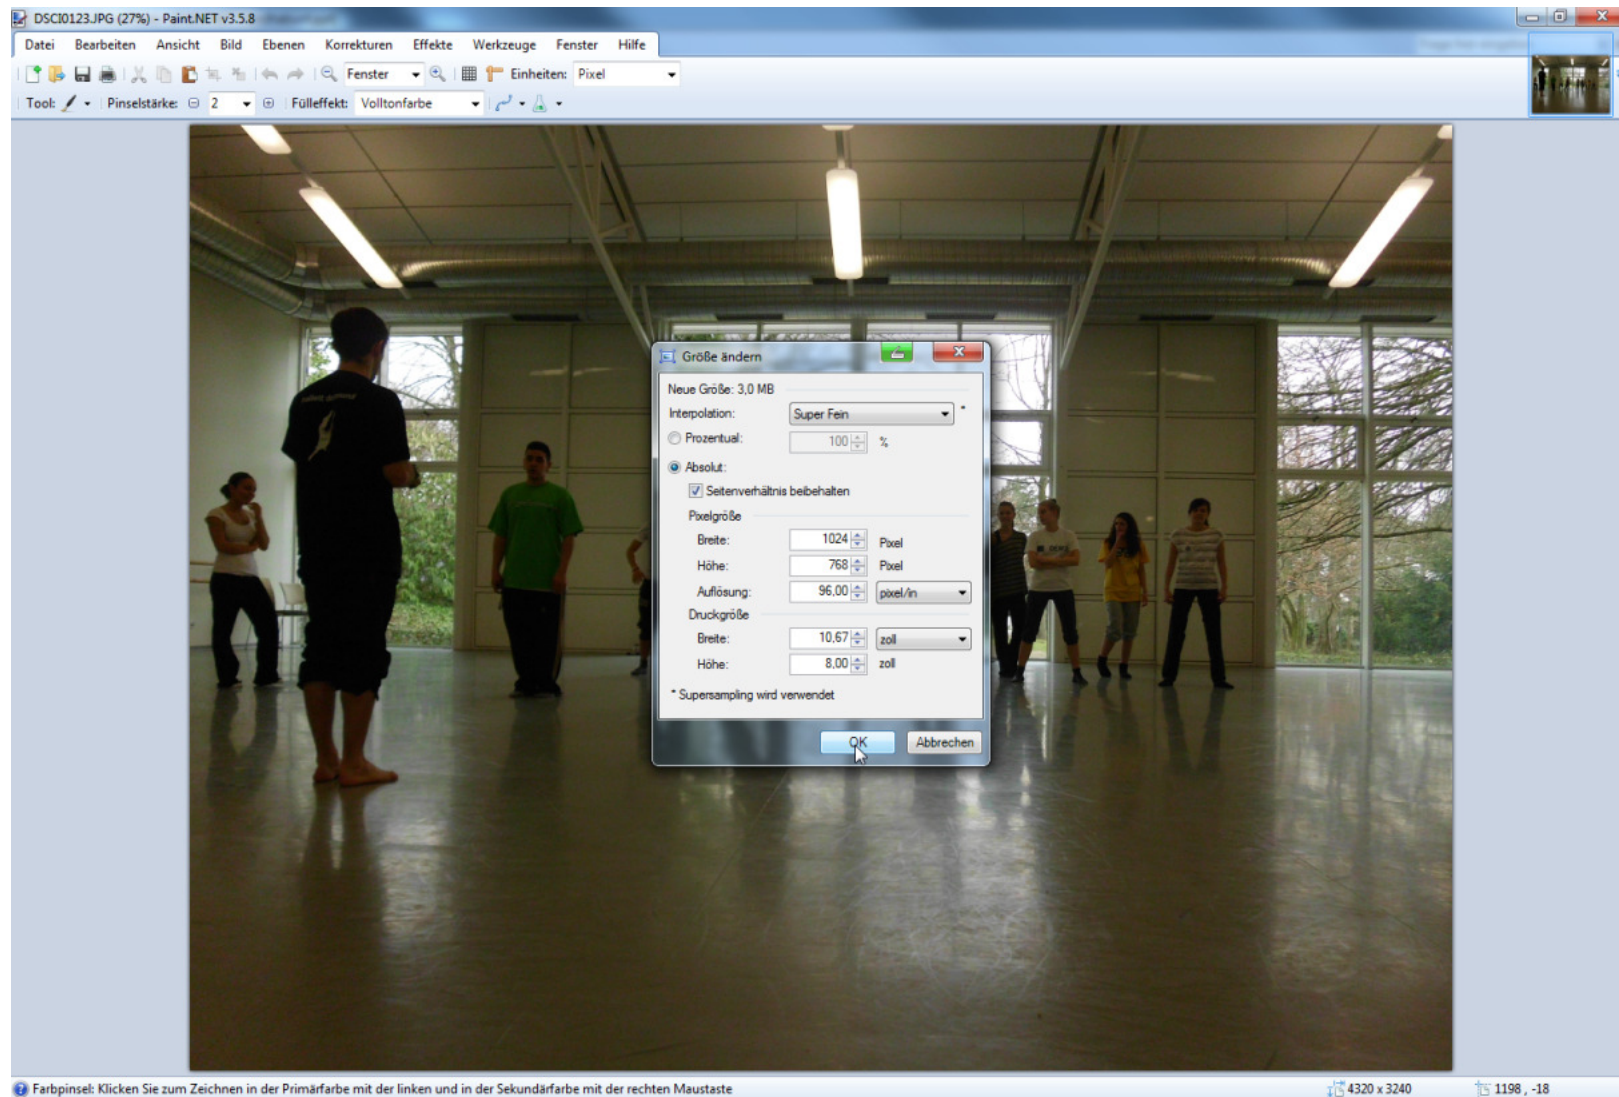 DSCI0123.JPG (27%) - Paint.NET v3.5.8
Datei Bearbeiten Ansicht Bild Ebenen Korrekturen Effekte Werkzeuge Fenster Hilfe
Fenster Einheiten: Pixel
Tool: Pinselstärke: 2 Fülleffekt: Volltonfarbe
Größe ändern
Neue Größe: 3,0 MB
Interpolation: Super Fein *
Prozentual: 100 %
Absolut:
Seitenverhältnis beibehalten
Pixelgröße
Breite: 1024 Pixel
Höhe: 768 Pixel
Auflösung: 96,00 pixel/in
Druckgröße
Breite: 10,67 zoll
Höhe: 8,00 zoll
* Supersampling wird verwendet
OK Abbrechen
Farbpinsel: Klicken Sie zum Zeichnen in der Primärfarbe mit der linken und in der Sekundärfarbe mit der rechten Maustaste 4320 x 3240 1198 , -18